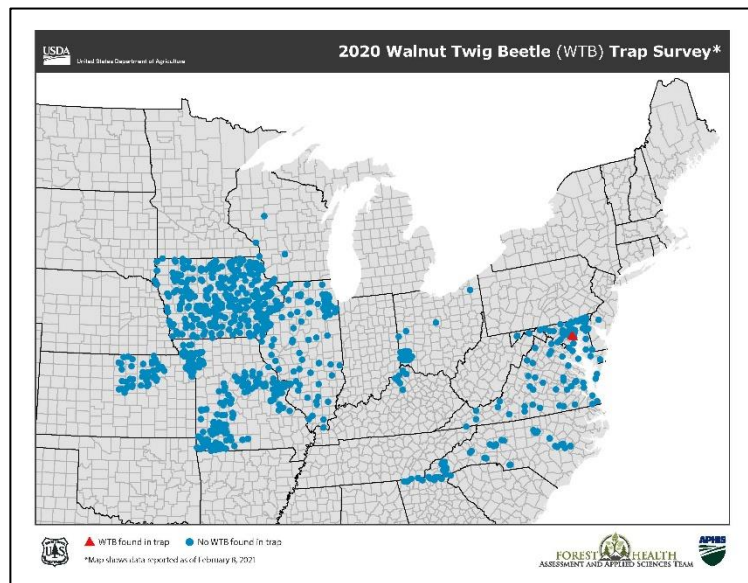 USDA
United States Department of Agriculture
2020 Walnut Twig Beetle (WTB) Trap Survey*
WTB found in trap
No WTB found in trap
*Map shows data reported as of February 8, 2021
U S
FOREST HEALTH
ASSESSMENT AND APPLIED SCIENCES TEAM
APHIS